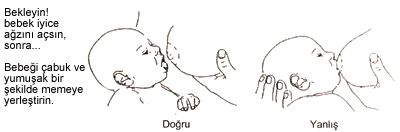 Bekleyin!
bebek iyice
ağzını açsın,
sonra...
Bebeği çabuk ve
yumuşak bir
şekilde memeye
yerleştirin.
Doğru
Yanlış